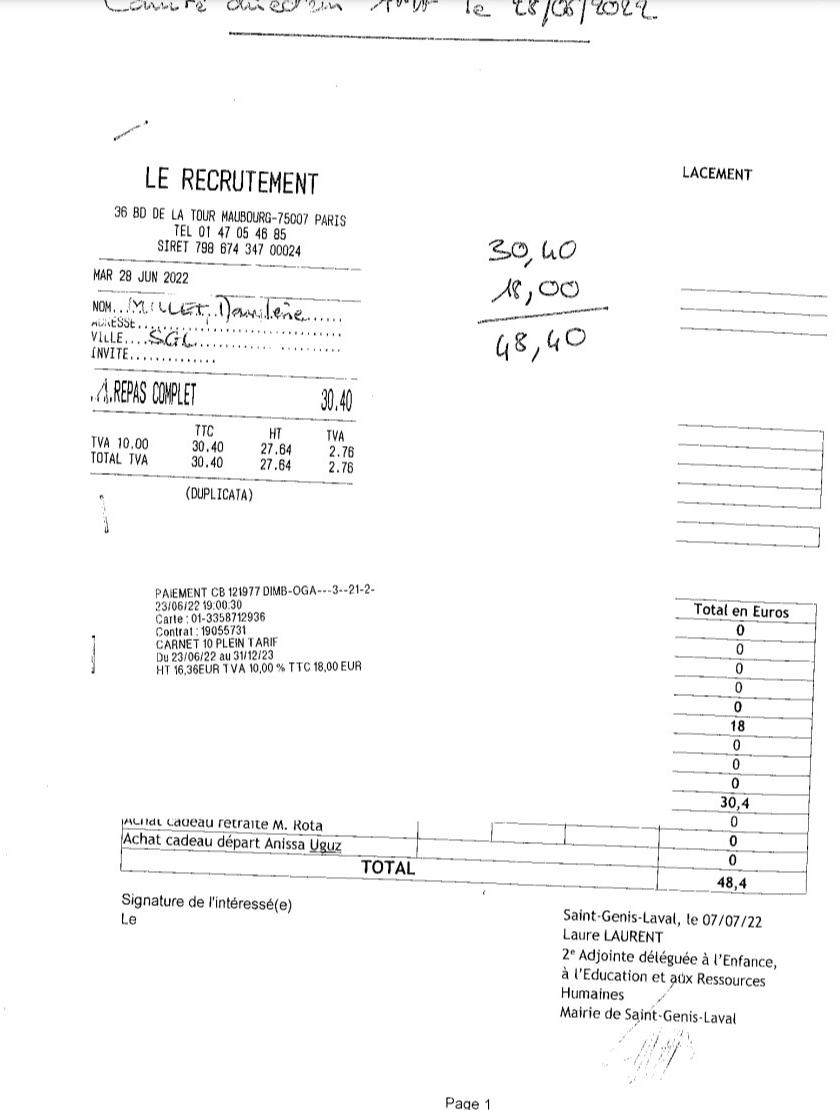 Comité directeur le 28/06/2022
LE RECRUTEMENT
36 BD DE LA TOUR MAUBOURG-75007 PARIS
TEL 01 47 05 46 85
SIRET 798 674 347 00024
MAR 28 JUN 2022
NOM...MILLET, Damilène......
ADRESSE..................................
VILLE....SGL......................
INVITE..............
.1.REPAS COMPLET 30.40
TTC HT TVA
TVA 10.00 30.40 27.64 2.76
TOTAL TVA 30.40 27.64 2.76
(DUPLICATA)
LACEMENT
30,40
18,00
48,40
PAIEMENT CB 121977 DIMB-OGA---3--21-2-
23/06/22 19:00:30
Carte : 01-3358712936
Contrat : 19055731
CARNET 10 PLEIN TARIF
Du 23/06/22 au 31/12/23
HT 16,36EUR TVA 10,00 % TTC 18,00 EUR
Total en Euros
0
0
0
0
0
18
0
0
0
30,4
Achat cadeau retraite M. Rota 0
Achat cadeau départ Anissa Uguz 0
0
TOTAL 48,4
Signature de l'intéressé(e)
Le
Saint-Genis-Laval, le 07/07/22
Laure LAURENT
2e Adjointe déléguée à l'Enfance,
à l'Education et aux Ressources
Humaines
Mairie de Saint-Genis-Laval
Page 1